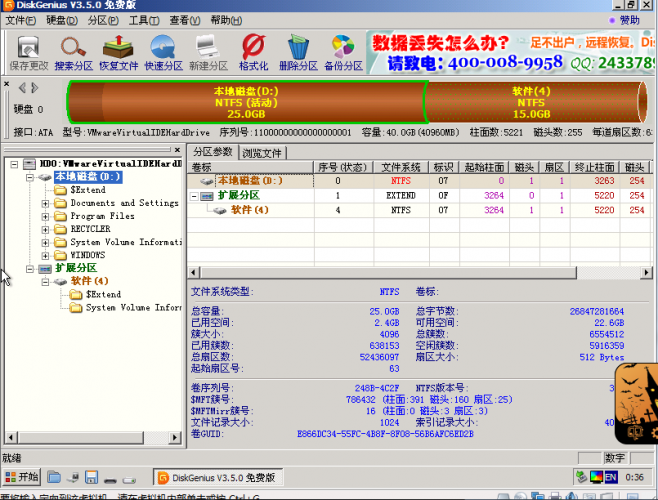 DiskGenius V3.5.0 免费版
文件(F) 硬盘(D) 分区(P) 工具(T) 查看(V) 帮助(H) 赞助
保存更改 搜索分区 恢复文件 快速分区 新建分区 格式化 删除分区 备份分区
数据丢失怎么办? 足不出户,远程恢复。Di
请致电: 400-008-9958 QQ: 2433789
硬盘 0
本地磁盘(D:)
NTFS (活动)
25.0GB
软件(4)
NTFS
15.0GB
接口:ATA 型号:VMwareVirtualIDEHardDrive 序列号:11000000000000000001 容量:40.0GB(40960MB) 柱面数:5221 磁头数:255 每道扇区数:6
HD0:VMwareVirtualIDEHardD
本地磁盘(D:)
$Extend
Documents and Settings
Program Files
RECYCLER
System Volume Informati
WINDOWS
扩展分区
软件(4)
$Extend
System Volume Infor
分区参数 浏览文件
卷标 序号(状态) 文件系统 标识 起始柱面 磁头 扇区 终止柱面 磁头
本地磁盘(D:) 0 NTFS 07 0 1 1 3263 254
扩展分区 1 EXTEND 0F 3264 0 1 5220 254
软件(4) 4 NTFS 07 3264 1 1 5220 254
文件系统类型: NTFS 卷标:
总容量: 25.0GB 总字节数: 26847281664
已用空间: 2.4GB 可用空间: 22.6GB
簇大小: 4096 总簇数: 6554512
已用簇数: 638153 空闲簇数: 5916359
总扇区数: 52436097 扇区大小: 512 Bytes
起始扇区号: 63
卷序列号: 248B-4C2F NTFS版本号: 3
$MFT簇号: 786432 (柱面:391 磁头:160 扇区:25)
$MFTMirr簇号: 16 (柱面:0 磁头:3 扇区:3)
文件记录大小: 1024 索引记录大小: 40
卷GUID: E866DC34-55FC-4B8F-8F08-56B6AFC6ED2B
就绪 数字
开始 DiskGenius V3.5.0 免费版 EN 0:36